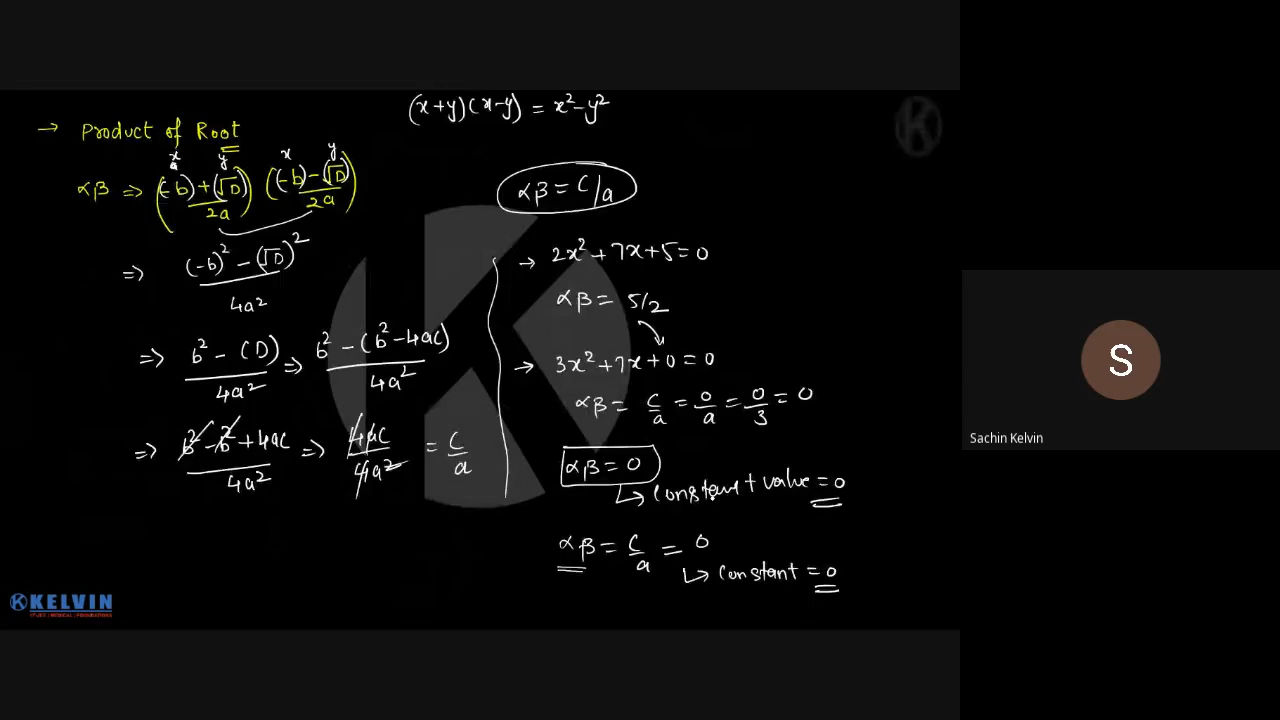 (x+y)(x-y) = x²-y²
→ Product of Root
x y x y
αβ ⇒ ((-b)+(√D)/2a) ((-b)-(√D)/2a)
⇒ (-b)² - (√D)² / 4a²
⇒ b² - (D) / 4a² ⇒ b² - (b²-4ac) / 4a²
⇒ b² - b² + 4ac / 4a² ⇒ 4ac / 4a² = c/a
αβ = c/a
→ 2x² + 7x + 5 = 0
αβ = 5/2
→ 3x² + 7x + 0 = 0
αβ = c/a = 0/a = 0/3 = 0
αβ = 0
↳ constant value = 0
αβ = c/a = 0
↳ constant = 0
KELVIN
S
Sachin Kelvin